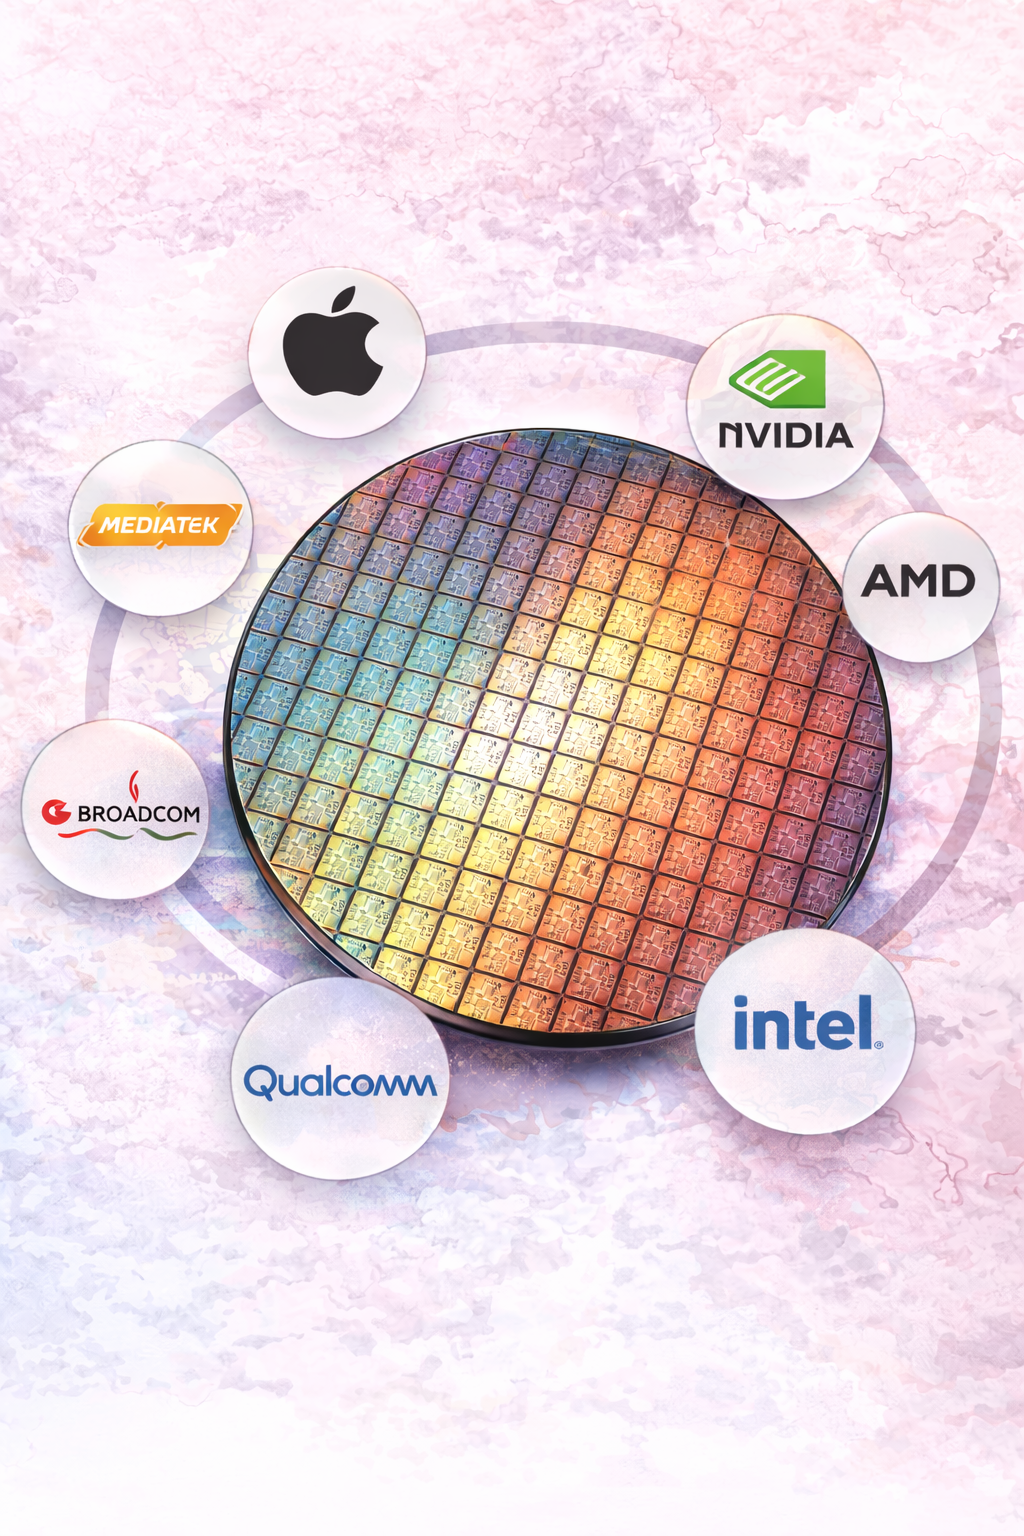 NVIDIA
MEDIATEK
AMD
BROADCOM
intel
Qualcomm